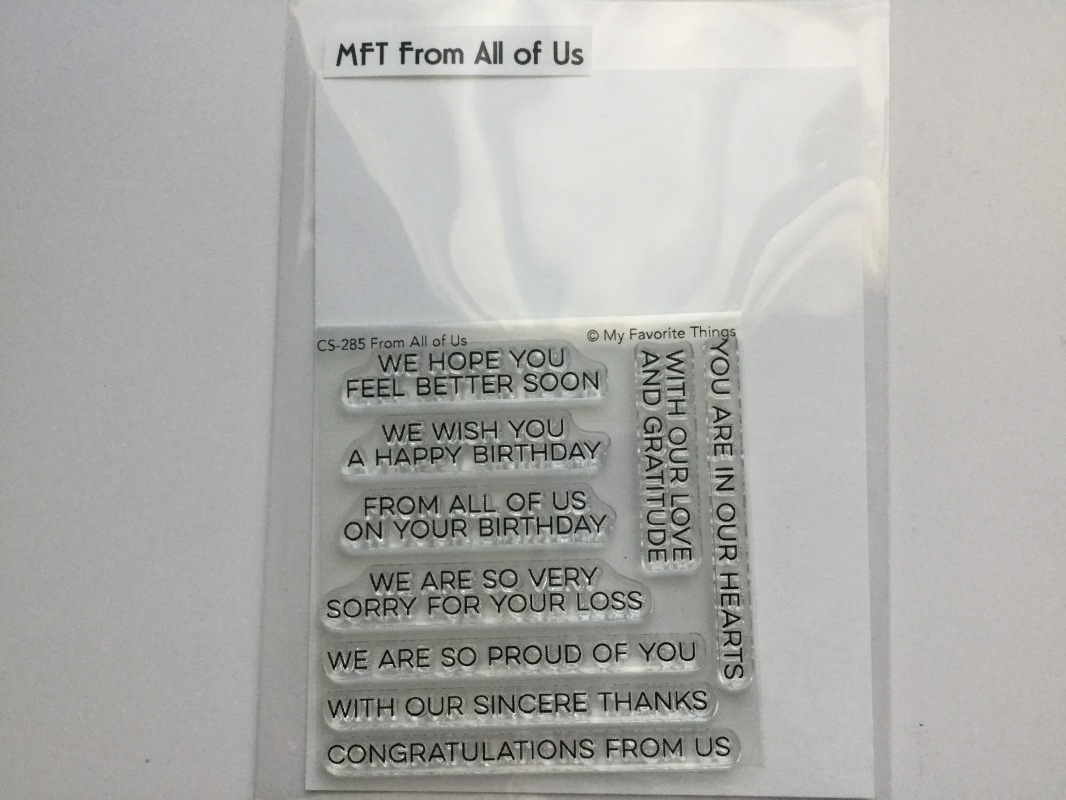 MFT From All of Us
CS-285 From All of Us
© My Favorite Things
WE HOPE YOU
FEEL BETTER SOON
WE WISH YOU
A HAPPY BIRTHDAY
FROM ALL OF US
ON YOUR BIRTHDAY
WE ARE SO VERY
SORRY FOR YOUR LOSS
WE ARE SO PROUD OF YOU
WITH OUR SINCERE THANKS
CONGRATULATIONS FROM US
WITH OUR LOVE
AND GRATITUDE
YOU ARE IN OUR HEARTS